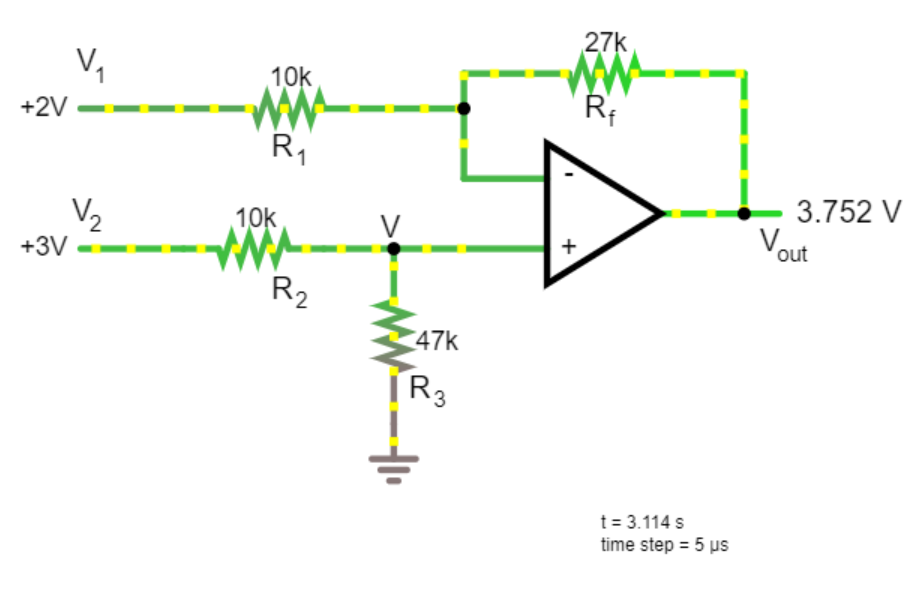 V1
+2V
10k
R1
27k
Rf
-
V2
+3V
10k
R2
V
+
3.752 V
Vout
47k
R3
t = 3.114 s
time step = 5 μs